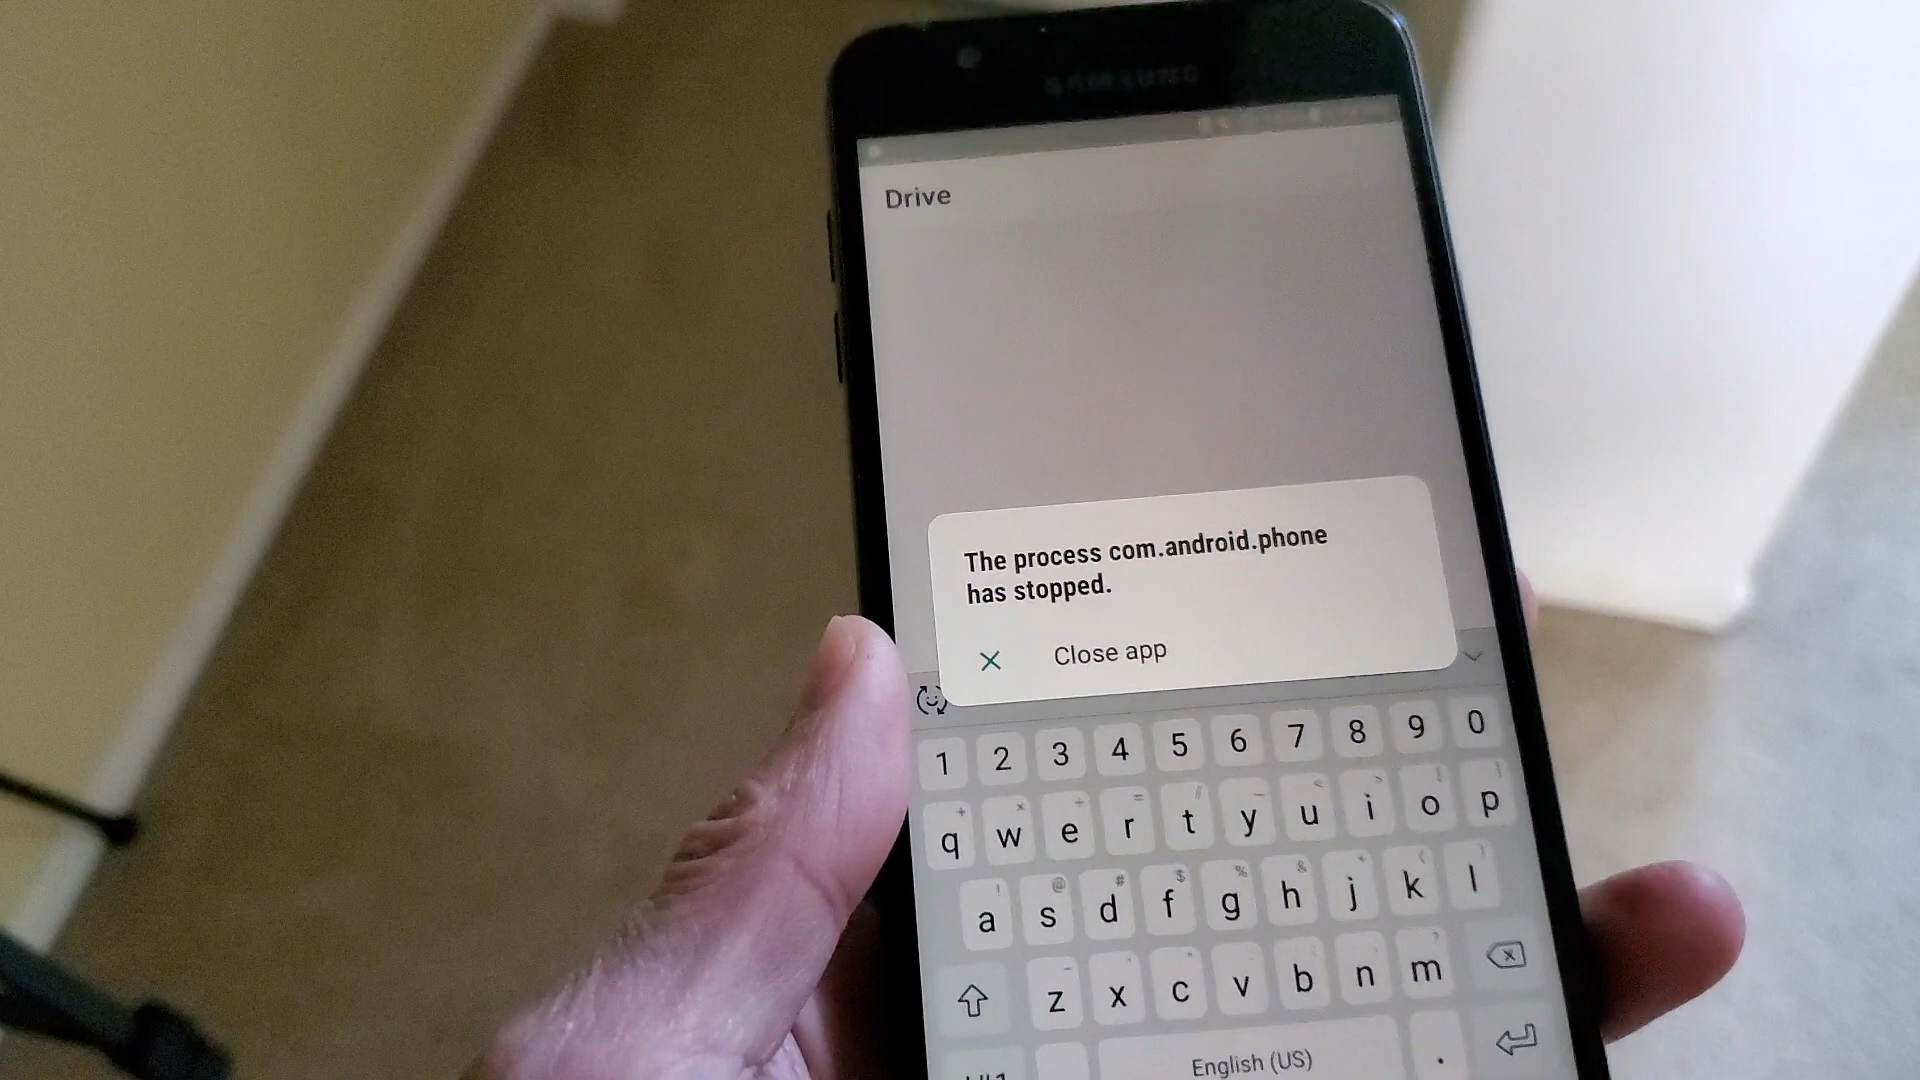 SAMSUNG
Drive
The process com.android.phone
has stopped.
Close app
1 2 3 4 5 6 7 8 9 0
q w e r t y u i o p
a s d f g h j k l
z x c v b n m
English (US) .